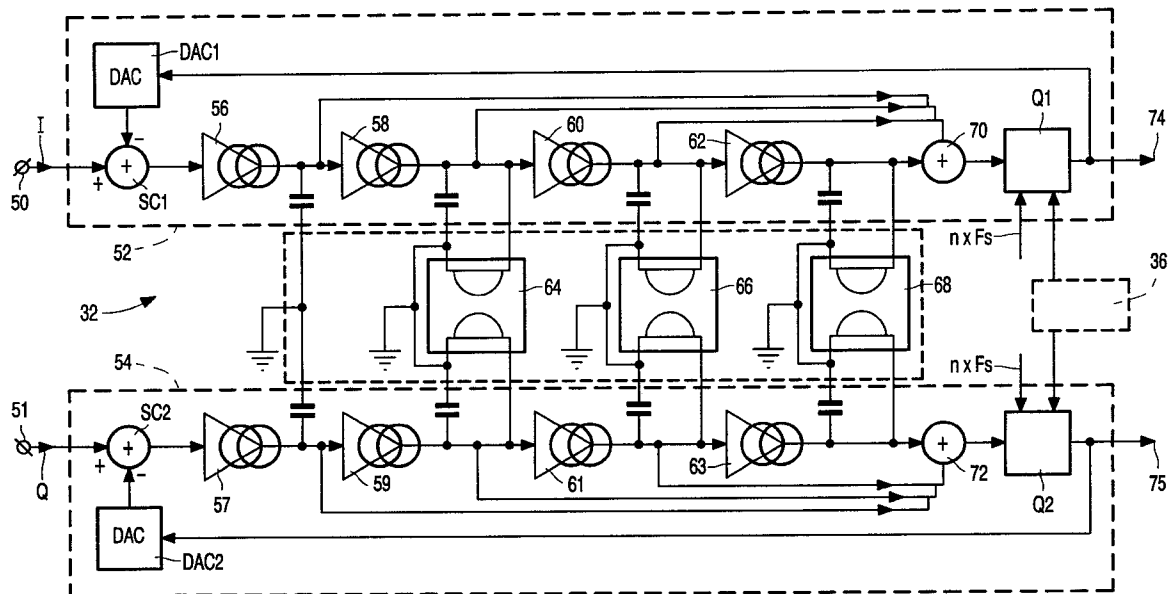 DAC
DAC1
56
58
60
62
70
Q1
74
I
50
+
-
+
SC1
+
+
52
n x Fs
36
32
64
66
68
54
n x Fs
51
SC2
+
+
-
Q
57
59
61
63
+
72
Q2
75
DAC
DAC2